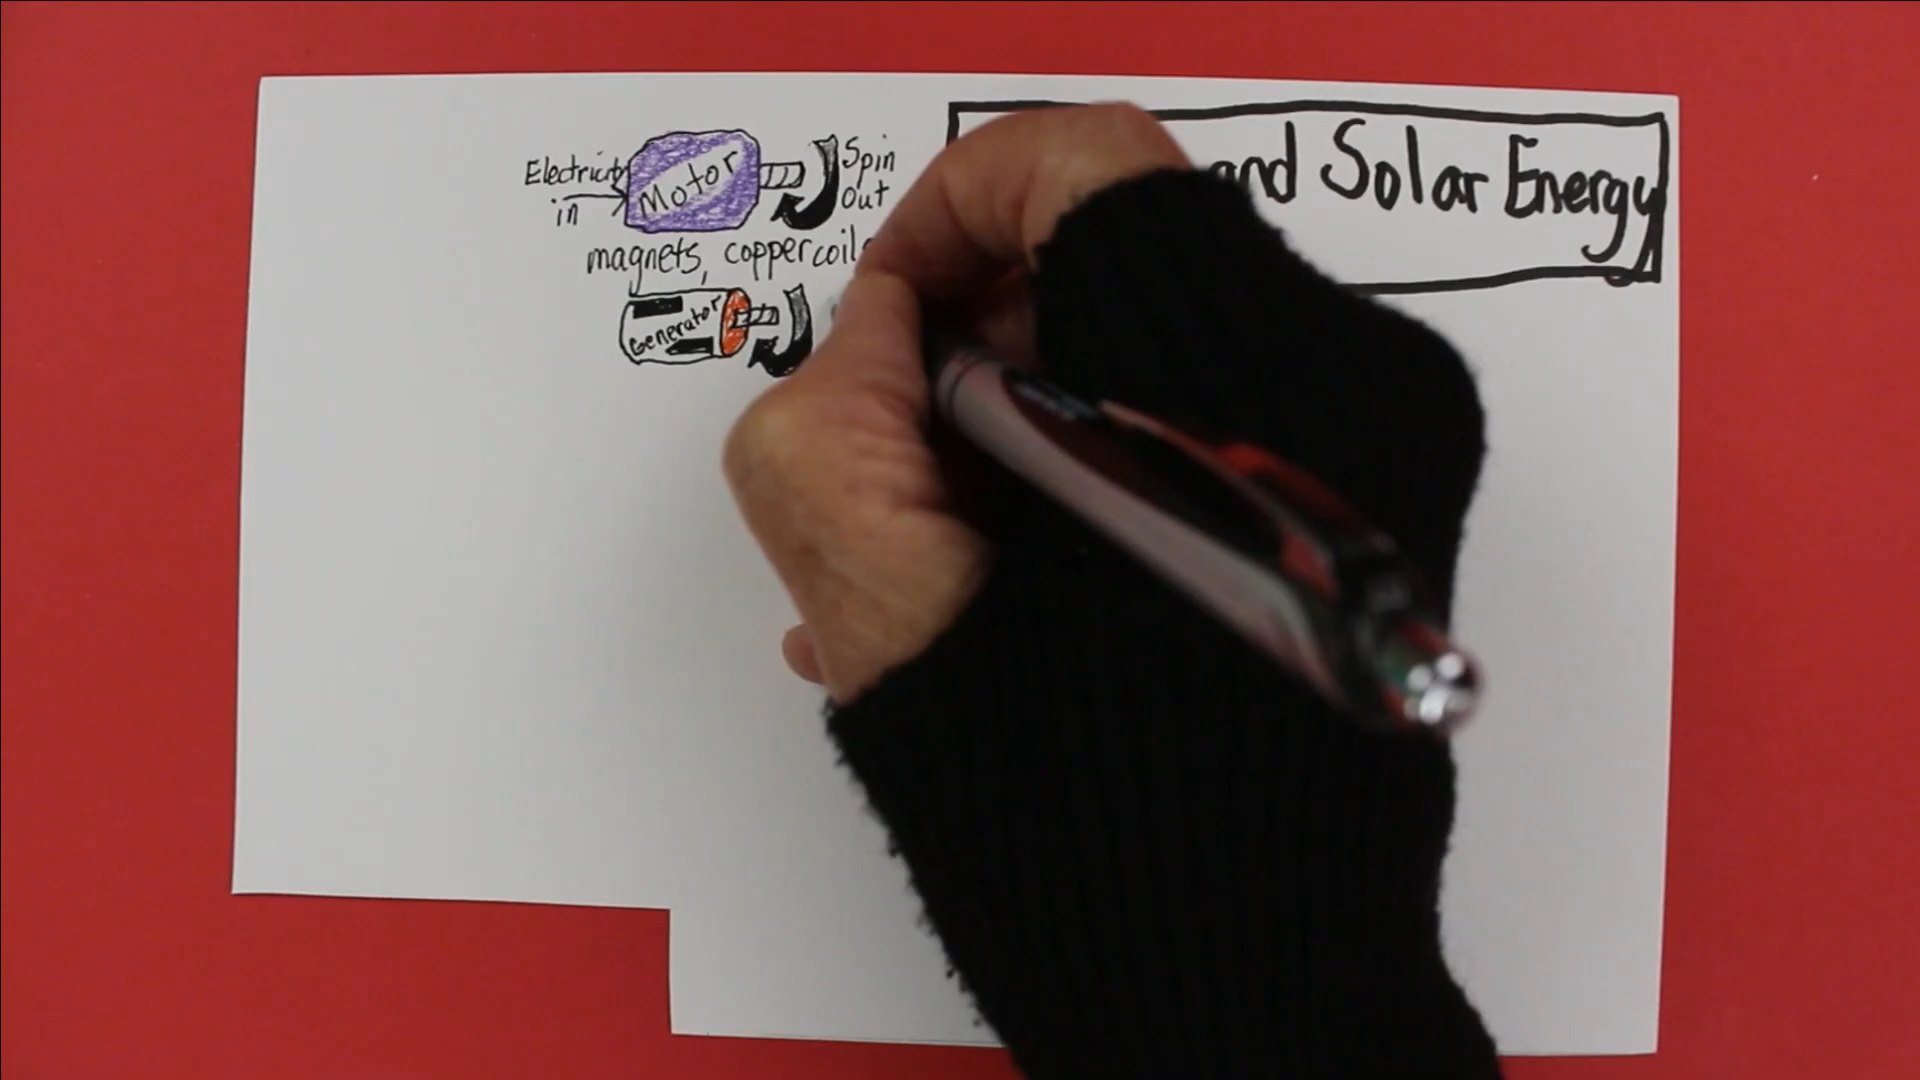 and Solar Energy
Electricity
in
Motor
Spin
Out
magnets, copper coils
Generator